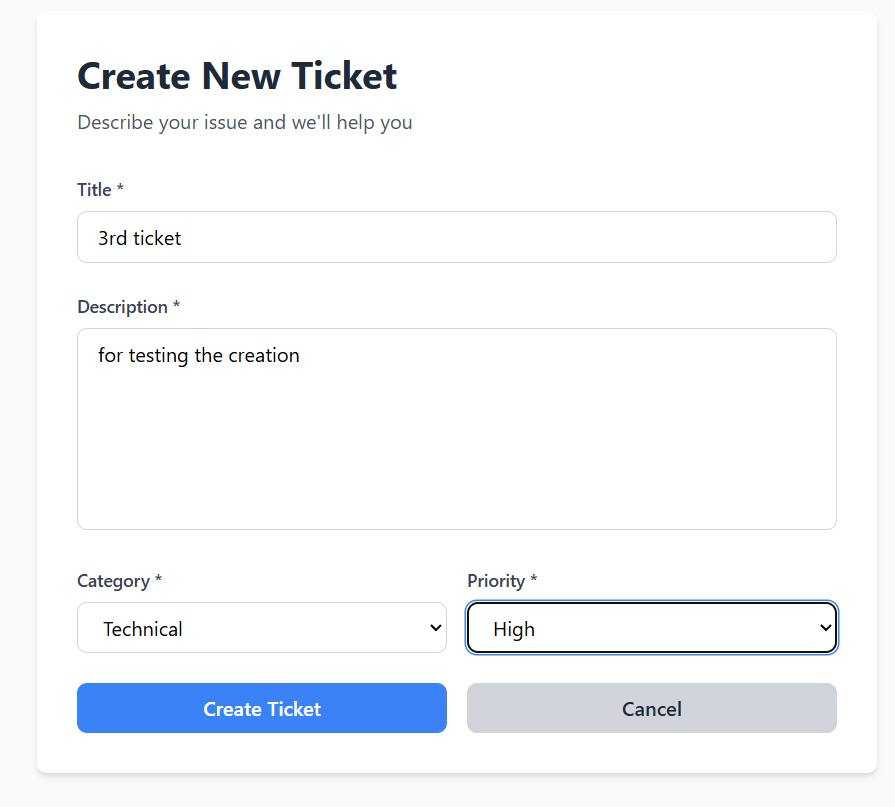 Create New Ticket
Describe your issue and we'll help you
Title *
3rd ticket
Description *
for testing the creation
Category * Priority *
Technical High
Create Ticket Cancel